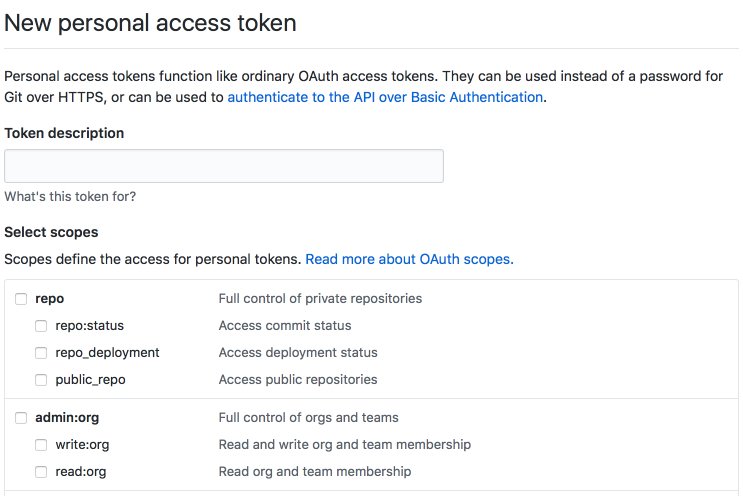 New personal access token
Personal access tokens function like ordinary OAuth access tokens. They can be used instead of a password for
Git over HTTPS, or can be used to authenticate to the API over Basic Authentication.
Token description
What's this token for?
Select scopes
Scopes define the access for personal tokens. Read more about OAuth scopes.
repo Full control of private repositories
repo:status Access commit status
repo_deployment Access deployment status
public_repo Access public repositories
admin:org Full control of orgs and teams
write:org Read and write org and team membership
read:org Read org and team membership